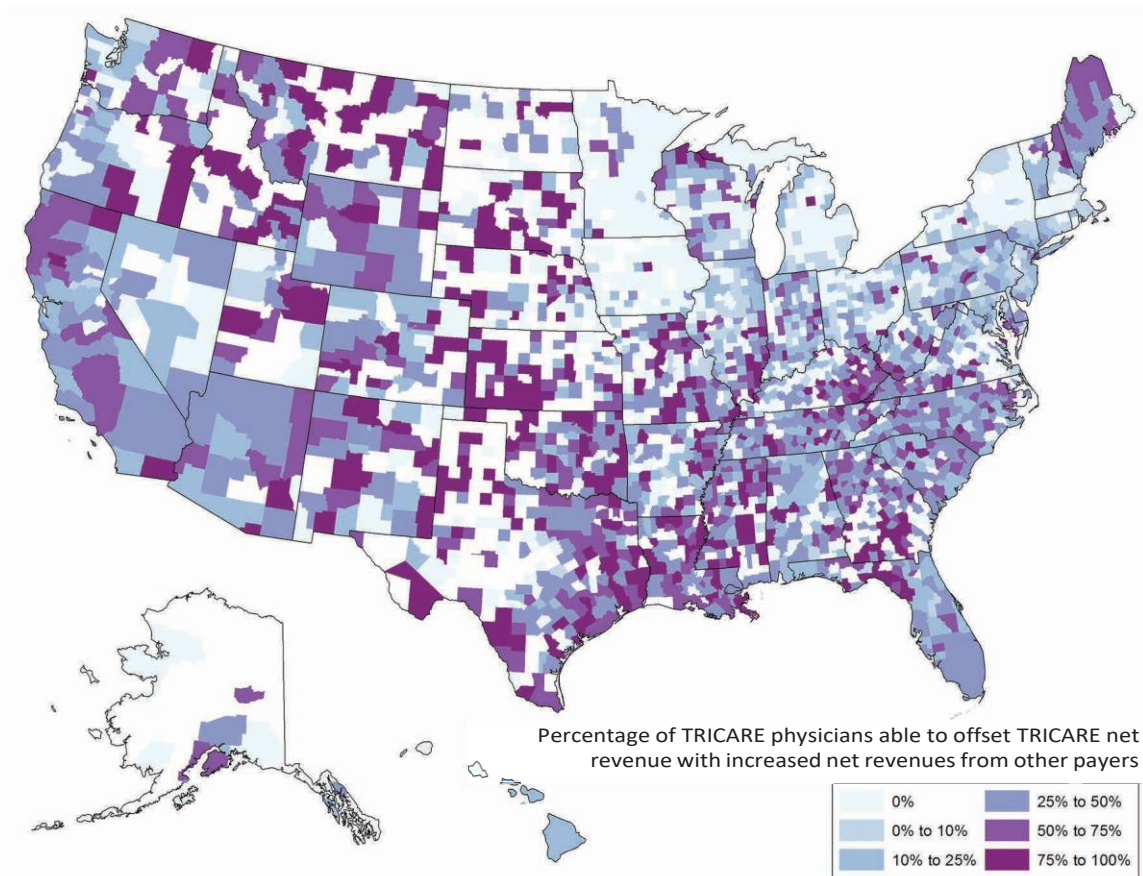 Percentage of TRICARE physicians able to offset TRICARE net
revenue with increased net revenues from other payers
0%
25% to 50%
0% to 10%
50% to 75%
10% to 25%
75% to 100%